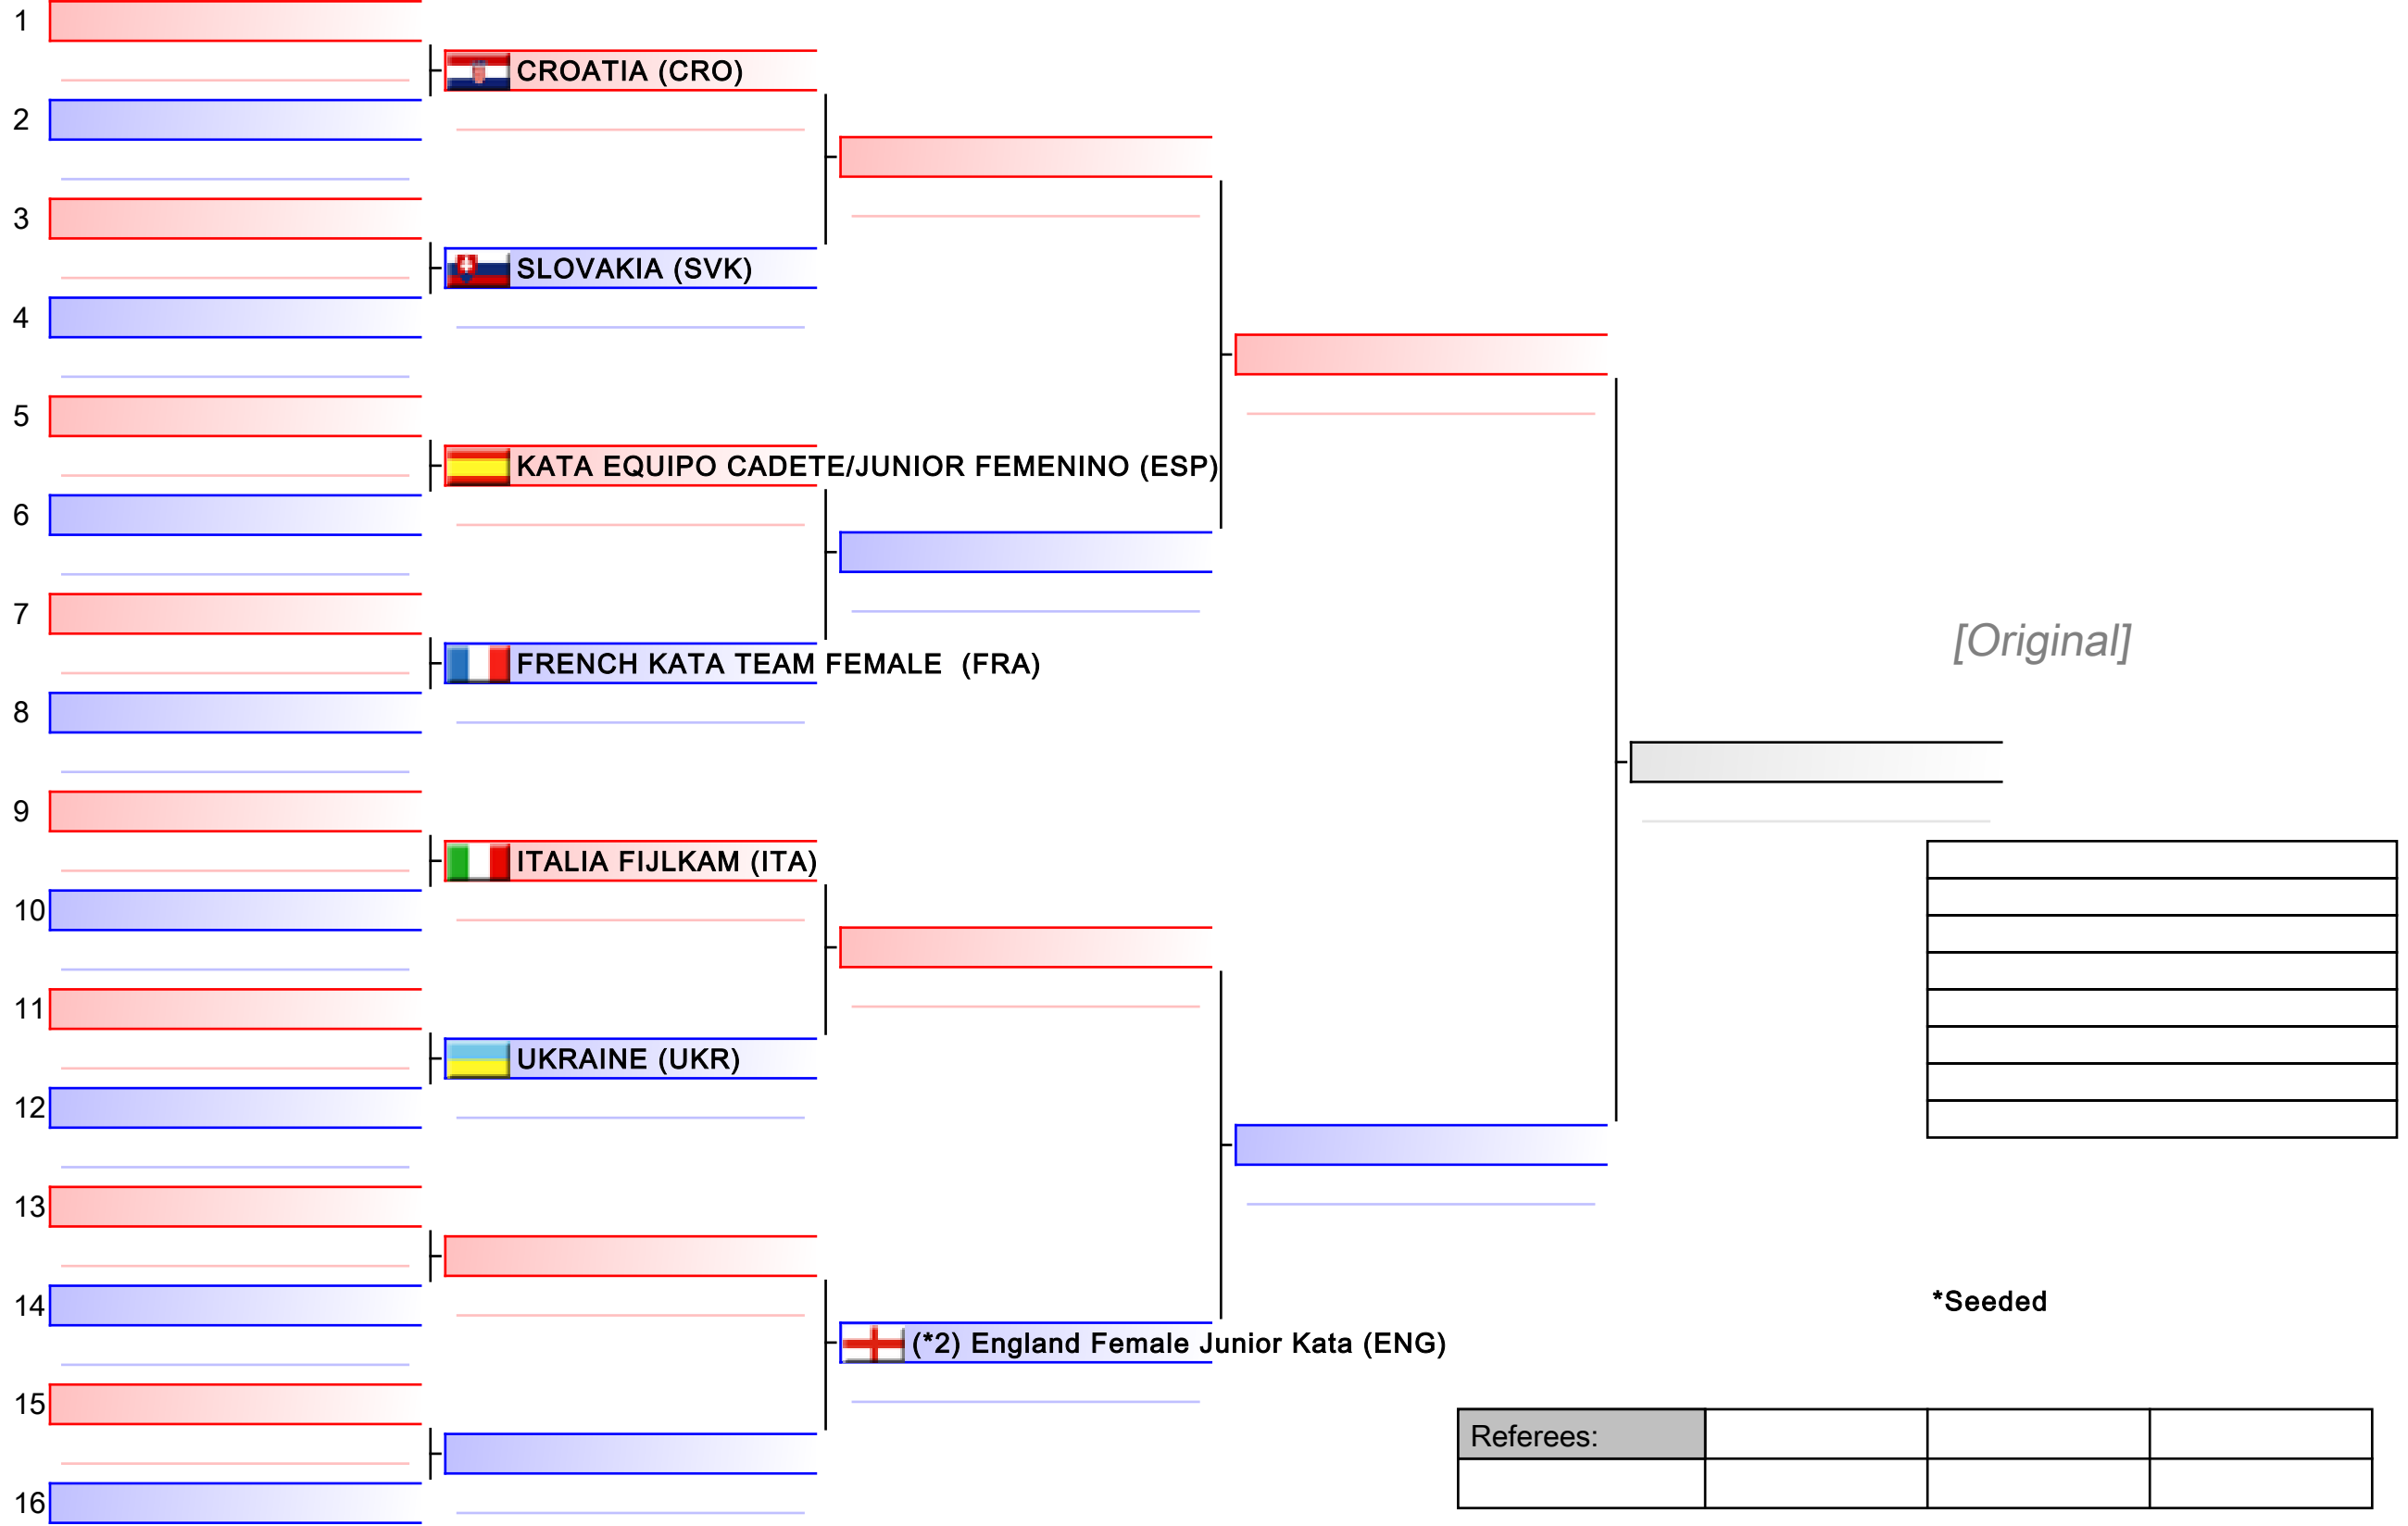 1
CROATIA (CRO)
2
3
SLOVAKIA (SVK)
4
5
KATA EQUIPO CADETE/JUNIOR FEMENINO (ESP)
6
7
[Original]
FRENCH KATA TEAM FEMALE  (FRA)
8
9
ITALIA FIJLKAM (ITA)
10
11
UKRAINE (UKR)
12
13
14
*Seeded
(*2) England Female Junior Kata (ENG)
15
Referees:
16